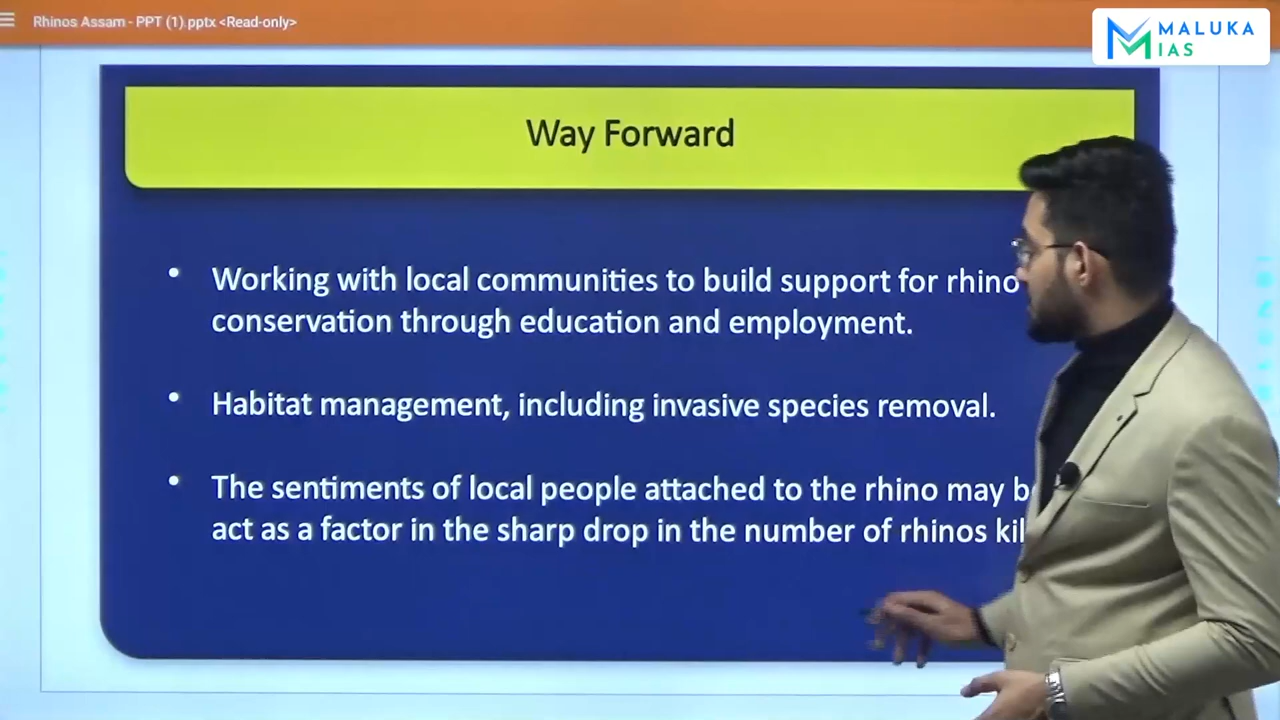 Rhinos Assam - PPT (1).pptx <Read-only>
MALUKA
IAS
Way Forward
• Working with local communities to build support for rhino
conservation through education and employment.
• Habitat management, including invasive species removal.
• The sentiments of local people attached to the rhino may
act as a factor in the sharp drop in the number of rhinos